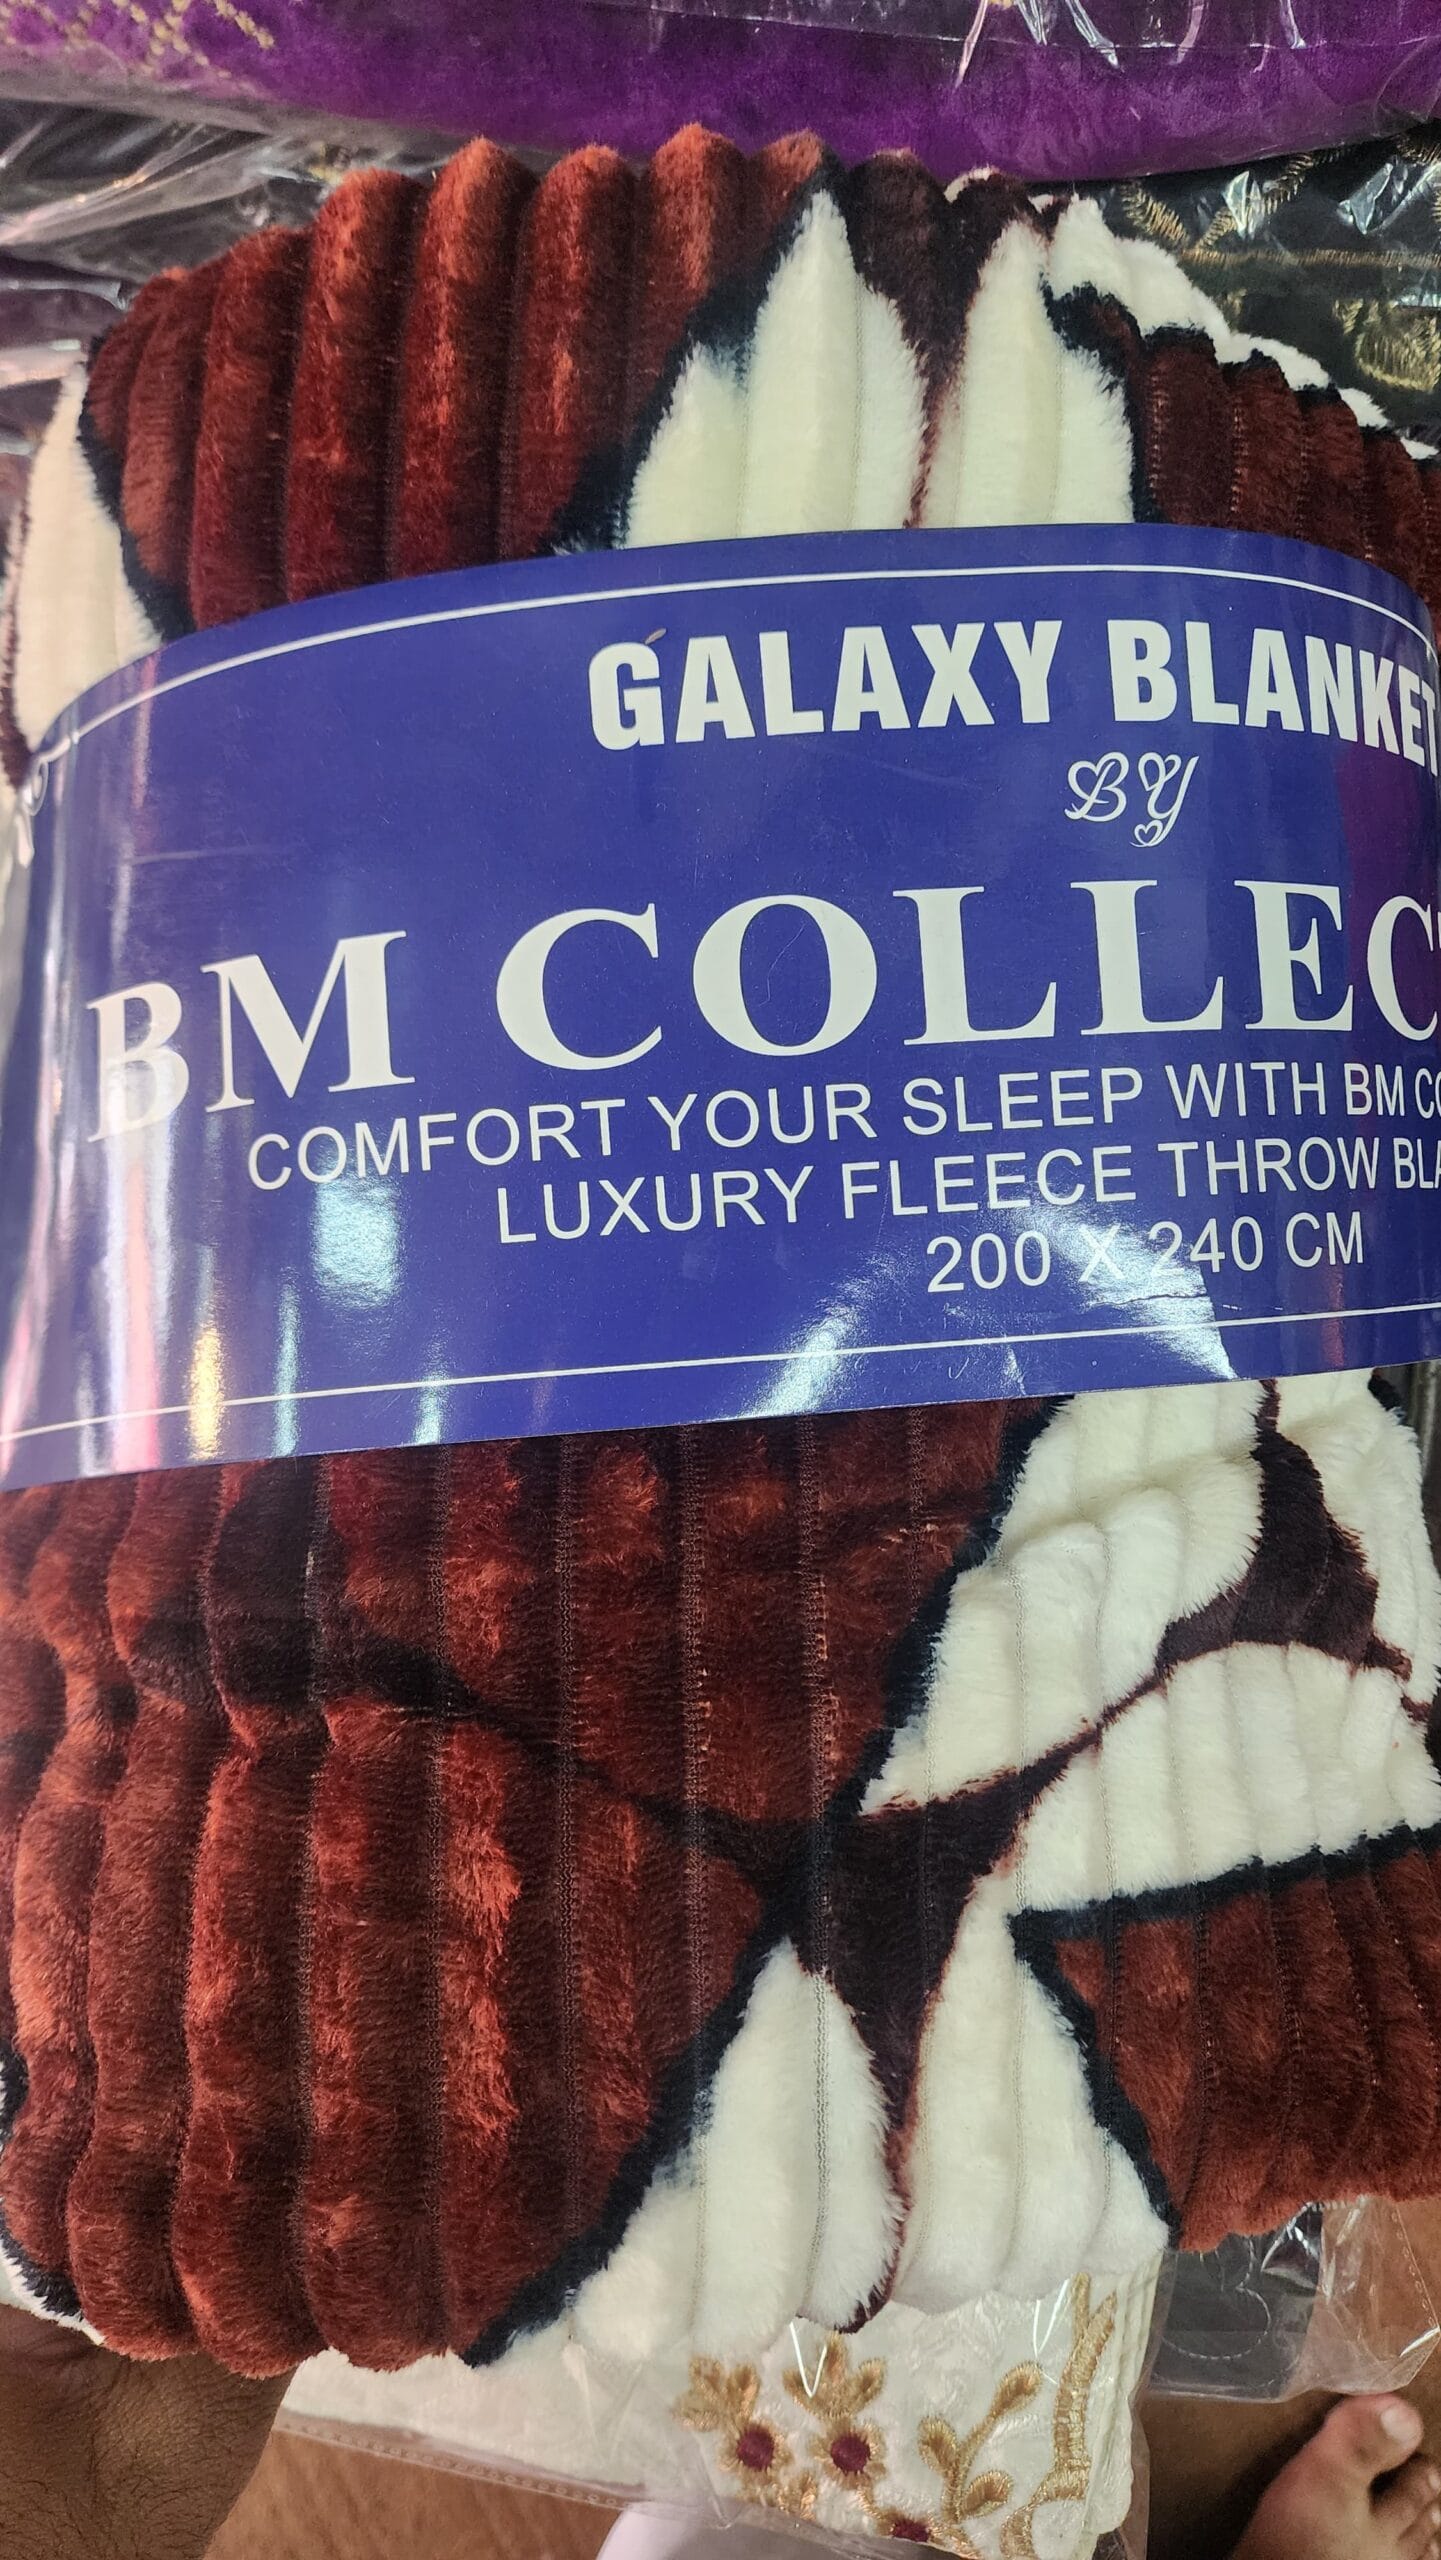 GALAXY BLANKET
BY
BM COLLEC
COMFORT YOUR SLEEP WITH BM CO
LUXURY FLEECE THROW BLA
200 X 240 CM